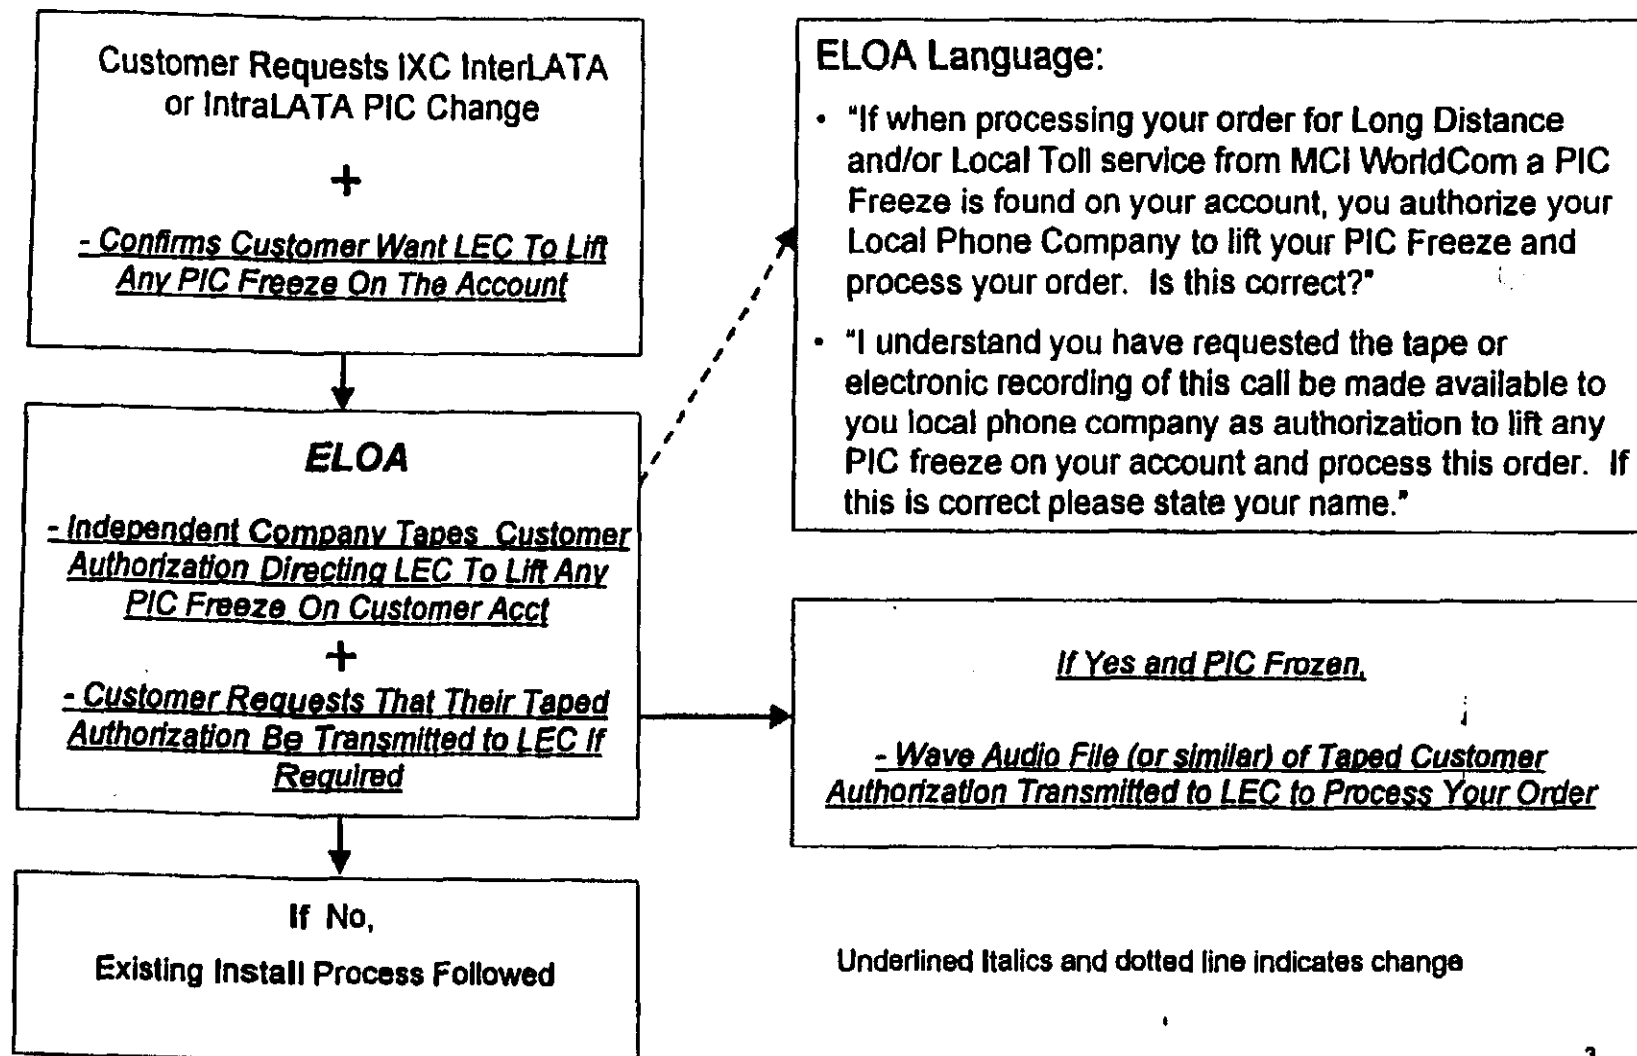 Customer Requests IXC InterLATA
or IntraLATA PIC Change
+
- Confirms Customer Want LEC To Lift
Any PIC Freeze On The Account
ELOA
- Independent Company Tapes Customer
Authorization Directing LEC To Lift Any
PIC Freeze On Customer Acct
+
- Customer Requests That Their Taped
Authorization Be Transmitted to LEC If
Required
If No,
Existing Install Process Followed
ELOA Language:
• "If when processing your order for Long Distance
and/or Local Toll service from MCI WorldCom a PIC
Freeze is found on your account, you authorize your
Local Phone Company to lift your PIC Freeze and
process your order. Is this correct?"
• "I understand you have requested the tape or
electronic recording of this call be made available to
you local phone company as authorization to lift any
PIC freeze on your account and process this order. If
this is correct please state your name."
If Yes and PIC Frozen,
- Wave Audio File (or similar) of Taped Customer
Authorization Transmitted to LEC to Process Your Order
Underlined Italics and dotted line indicates change
3